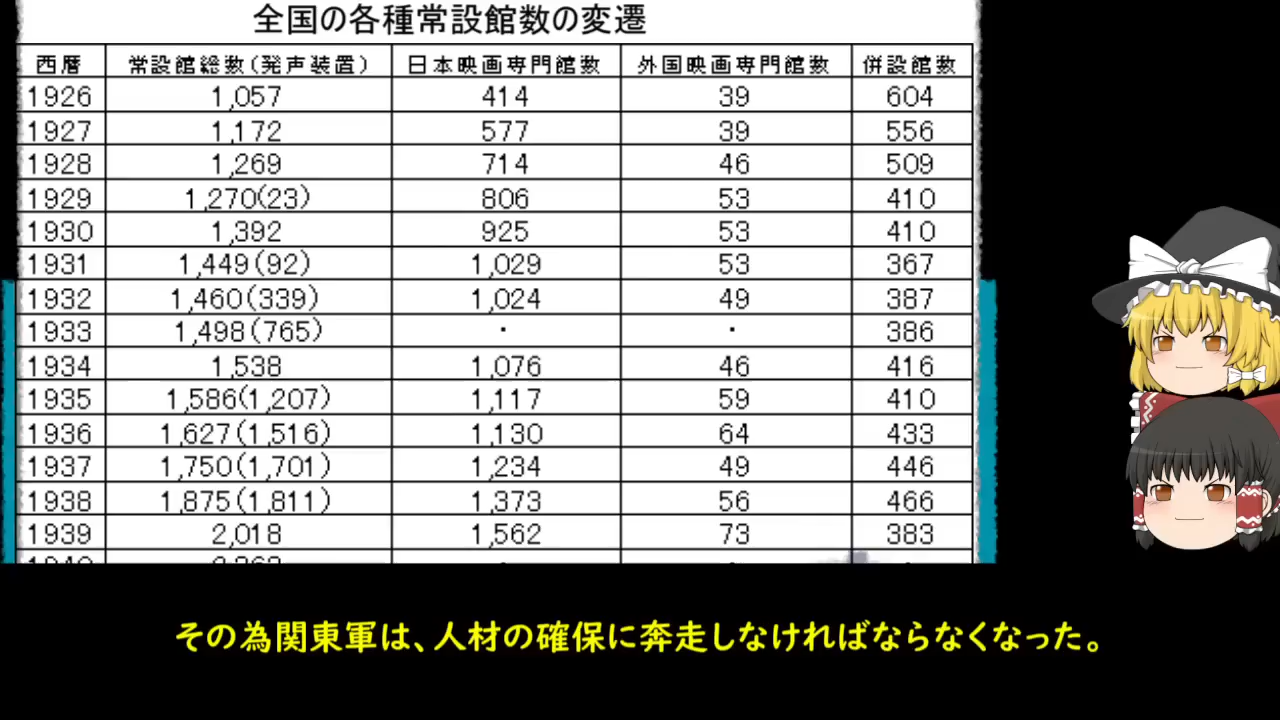 全国の各種常設館数の変遷
西暦 常設館総数(発声装置) 日本映画専門館数 外国映画専門館数 併設館数
1926 1,057 414 39 604
1927 1,172 577 39 556
1928 1,269 714 46 509
1929 1,270(23) 806 53 410
1930 1,392 925 53 410
1931 1,449(92) 1,029 53 367
1932 1,460(339) 1,024 49 387
1933 1,498(765) ・ ・ 386
1934 1,538 1,076 46 416
1935 1,586(1,207) 1,117 59 410
1936 1,627(1,516) 1,130 64 433
1937 1,750(1,701) 1,234 49 446
1938 1,875(1,811) 1,373 56 466
1939 2,018 1,562 73 383
その為関東軍は、人材の確保に奔走しなければならなくなった。